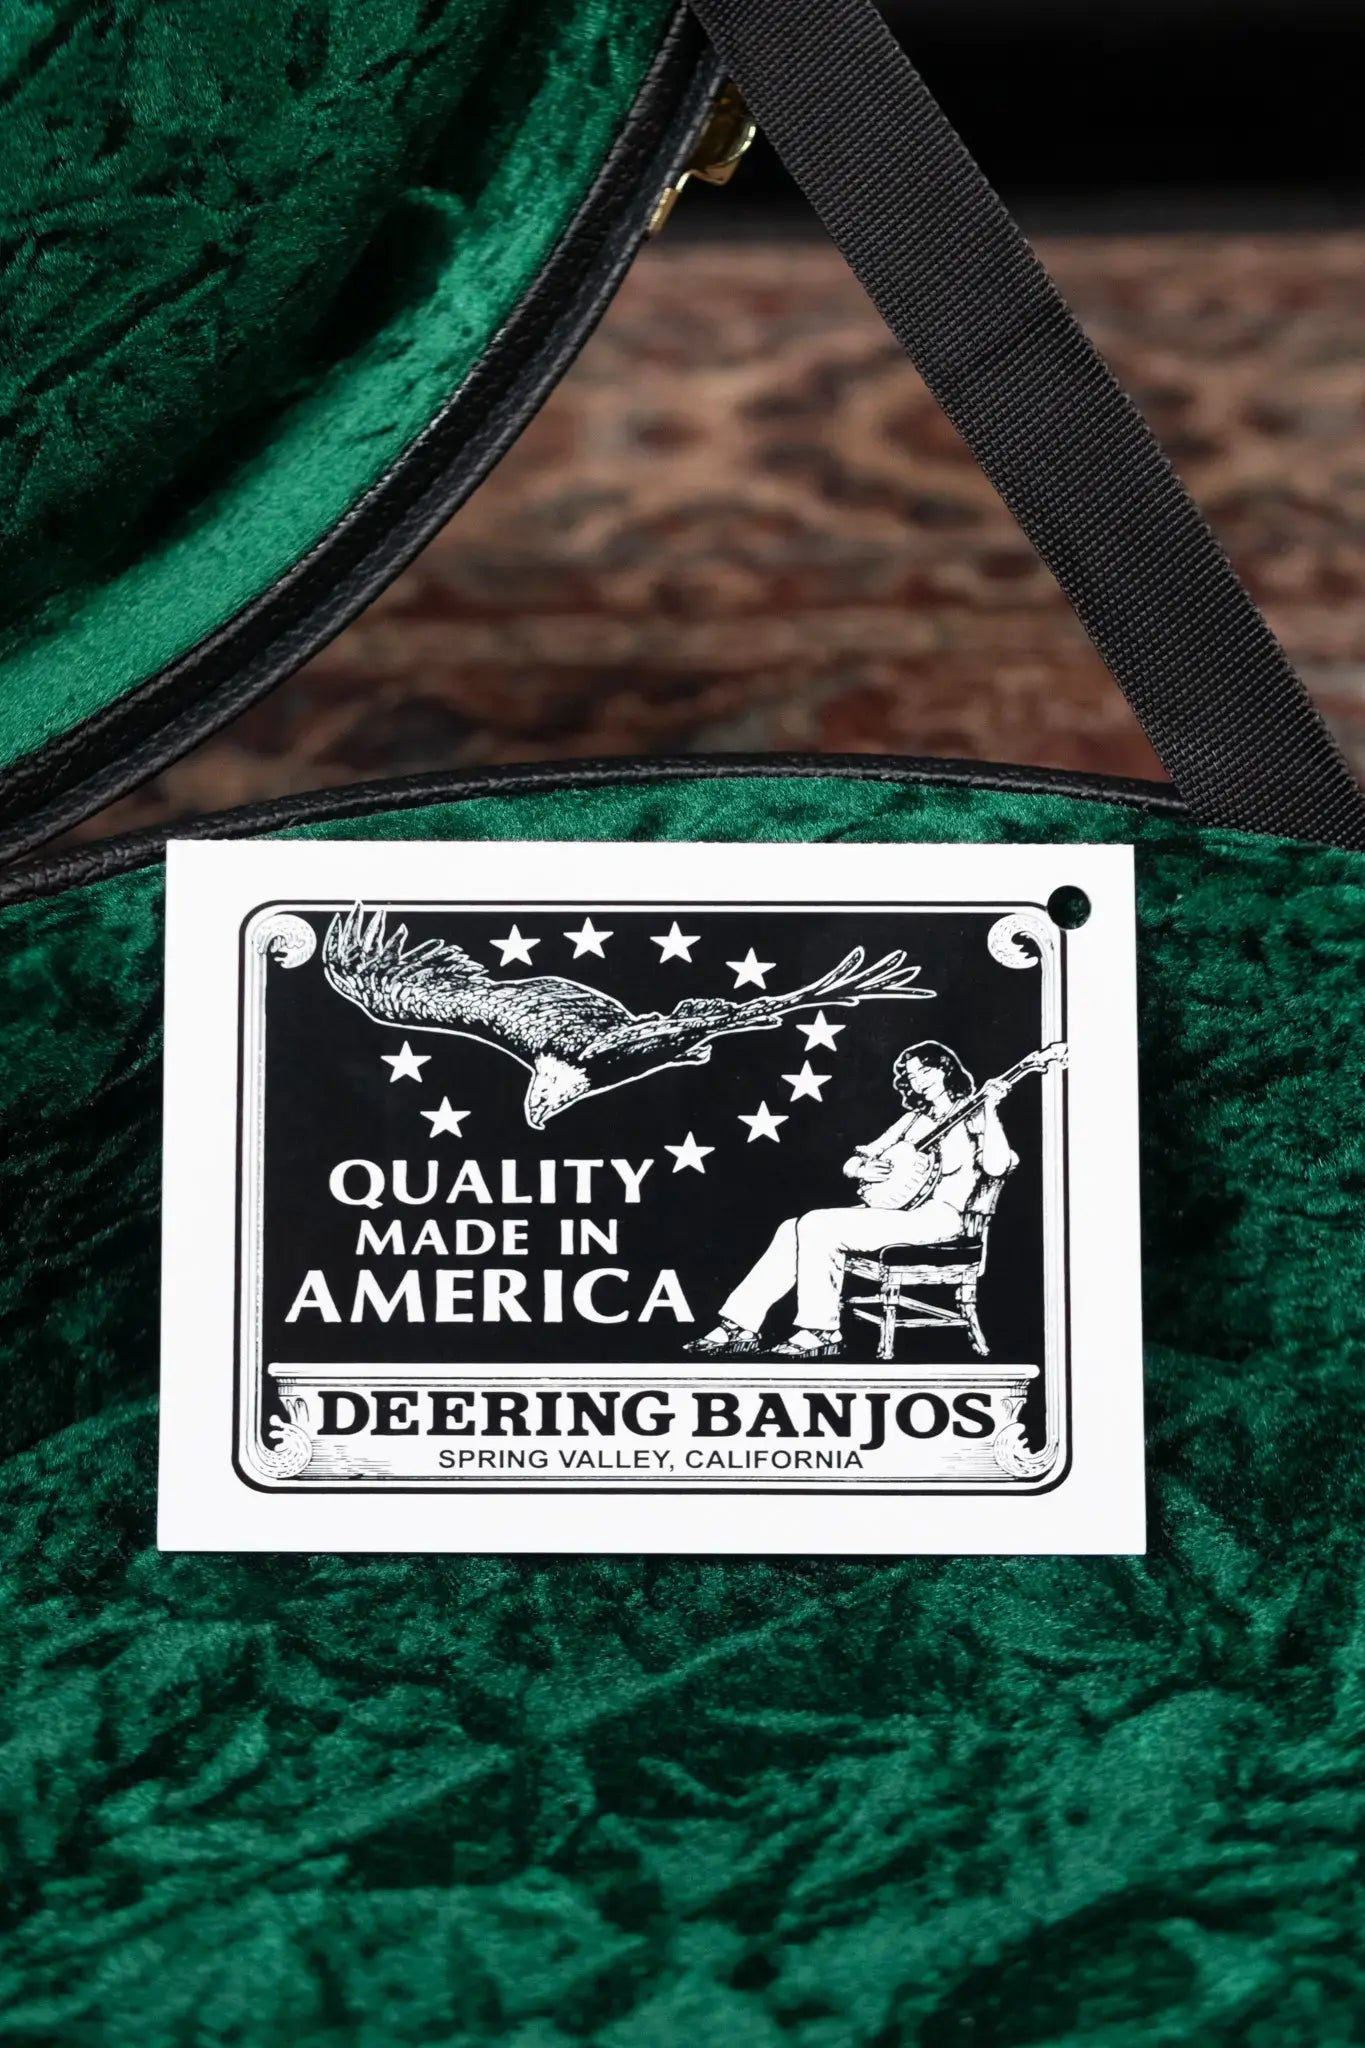 QUALITY
MADE IN
AMERICA
DEERING BANJOS
SPRING VALLEY, CALIFORNIA